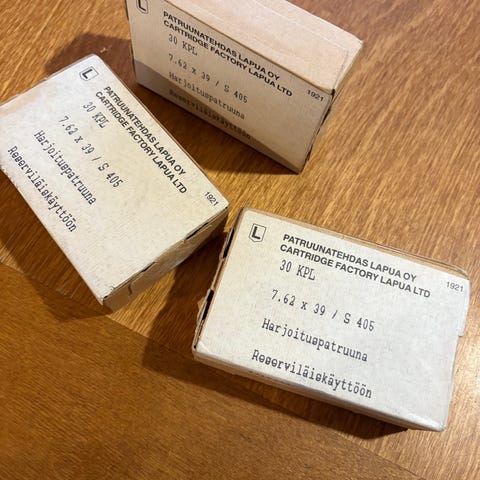 L
PATRUUNATEHDAS LAPUA OY
CARTRIDGE FACTORY LAPUA LTD
30 KPL
7.62 x 39 / S 405
Harjoituspatruuna
Reserviläiskäyttöön
1921
L
PATRUUNATEHDAS LAPUA OY
CARTRIDGE FACTORY LAPUA LTD
30 KPL
7.62 x 39 / S 405
Harjoituspatruuna
Reserviläiskäyttöön
1921
L
PATRUUNATEHDAS LAPUA OY
CARTRIDGE FACTORY LAPUA LTD
30 KPL
7.62 x 39 / S 405
Harjoituspatruuna
Reserviläiskäyttöön
1921